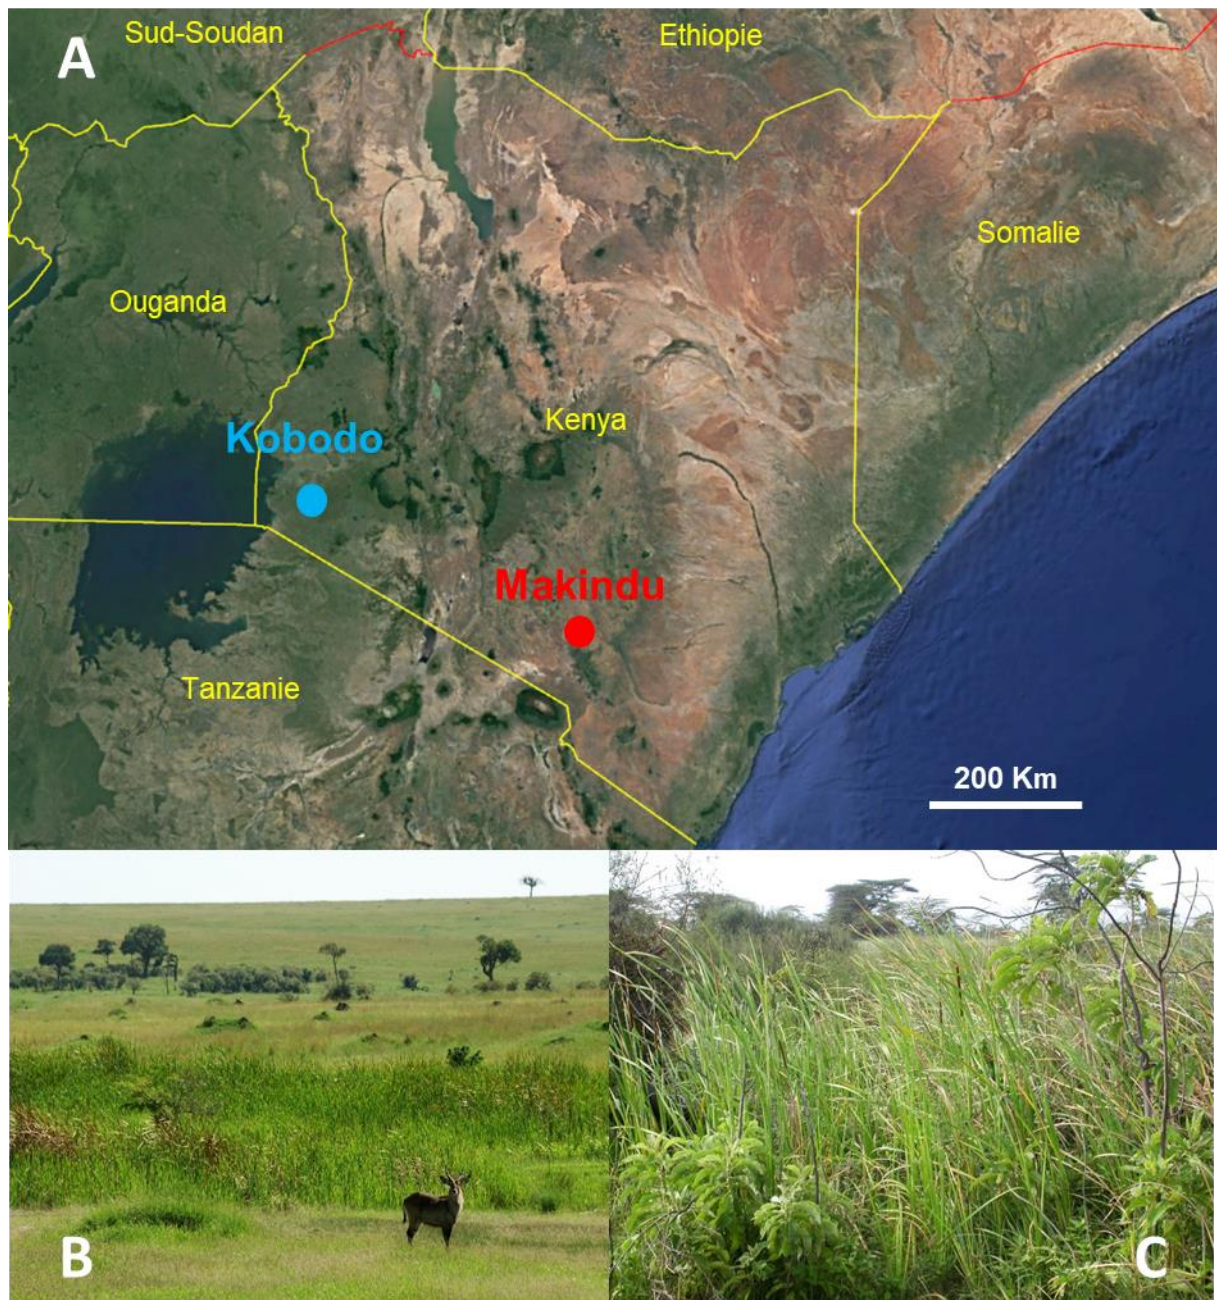 Sud-Soudan
Ethiopie
A
Somalie
Ouganda
Kenya
Kobodo
Makindu
Tanzanie
200 Km
B
C